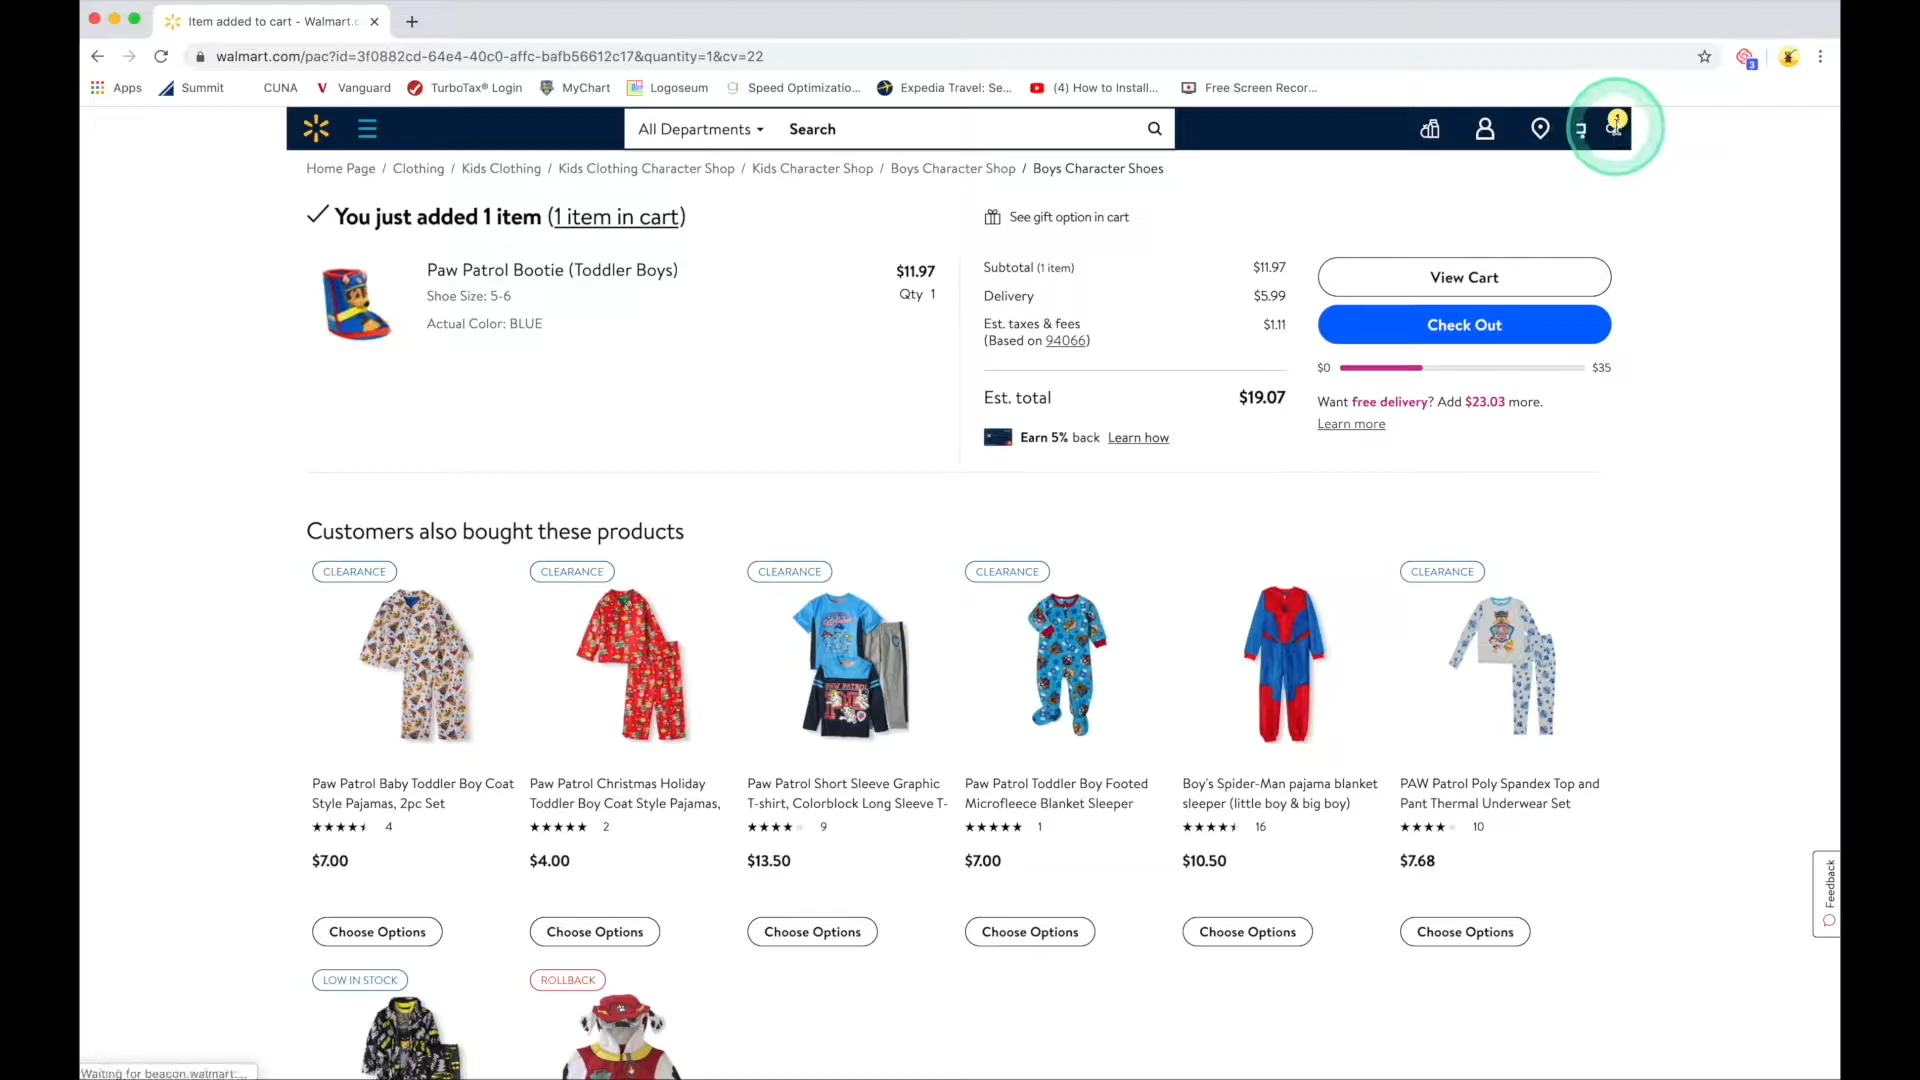 Item added to cart - Walmart.c
walmart.com/pac?id=3f0882cd-64e4-40c0-affc-bafb56612c17&quantity=1&cv=22
3
Apps Summit CUNA Vanguard TurboTax® Login MyChart Logoseum Speed Optimizatio... Expedia Travel: Se... (4) How to Install... Free Screen Recor...
All Departments Search
Home Page / Clothing / Kids Clothing / Kids Clothing Character Shop / Kids Character Shop / Boys Character Shop / Boys Character Shoes
You just added 1 item (1 item in cart)
See gift option in cart
Paw Patrol Bootie (Toddler Boys)
Shoe Size: 5-6
Actual Color: BLUE
$11.97
Qty 1
Subtotal (1 item) $11.97
Delivery $5.99
Est. taxes & fees $1.11
(Based on 94066)
Est. total $19.07
Earn 5% back Learn how
View Cart
Check Out
$0 $35
Want free delivery? Add $23.03 more.
Learn more
Customers also bought these products
CLEARANCE
Paw Patrol Baby Toddler Boy Coat
Style Pajamas, 2pc Set
4
$7.00
Choose Options
CLEARANCE
Paw Patrol Christmas Holiday
Toddler Boy Coat Style Pajamas,
2
$4.00
Choose Options
CLEARANCE
Paw Patrol Short Sleeve Graphic
T-shirt, Colorblock Long Sleeve T-
9
$13.50
Choose Options
CLEARANCE
Paw Patrol Toddler Boy Footed
Microfleece Blanket Sleeper
1
$7.00
Choose Options
Boy's Spider-Man pajama blanket
sleeper (little boy & big boy)
16
$10.50
Choose Options
CLEARANCE
PAW Patrol Poly Spandex Top and
Pant Thermal Underwear Set
10
$7.68
Choose Options
LOW IN STOCK
ROLLBACK
Feedback
Waiting for beacon.walmart....